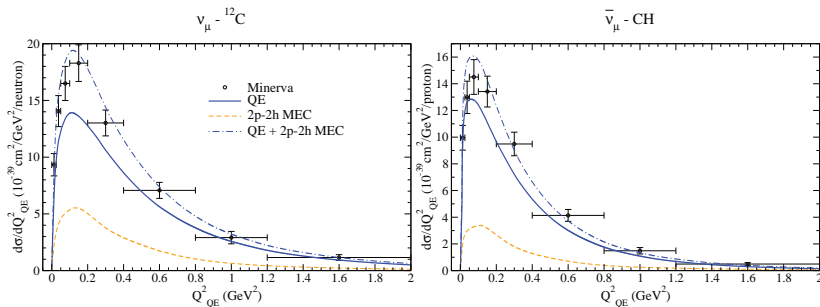 ν_μ - ¹²C
dσ/dQ²_QE (10⁻³⁹ cm²/GeV²/neutron)
20
15
10
5
0
Minerva
QE
2p-2h MEC
QE + 2p-2h MEC
0 0.2 0.4 0.6 0.8 1 1.2 1.4 1.6 1.8 2
Q²_QE (GeV²)
ν̄_μ - CH
dσ/dQ²_QE (10⁻³⁹ cm²/GeV²/proton)
16
14
12
10
8
6
4
2
0
0 0.2 0.4 0.6 0.8 1 1.2 1.4 1.6 1.8 2
Q²_QE (GeV²)